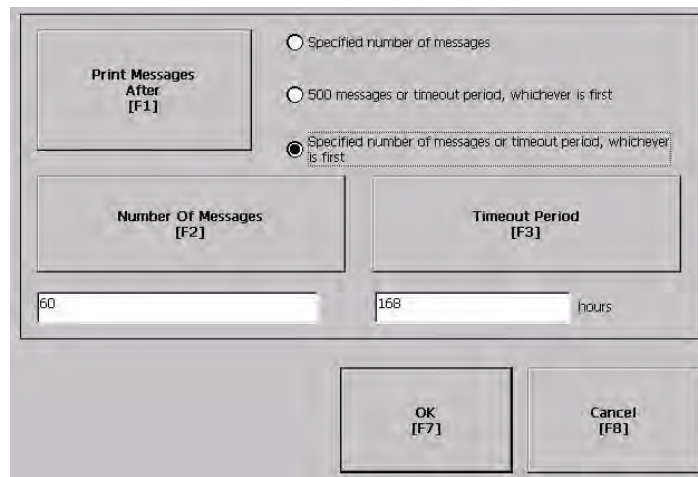 Print Messages
After
[F1]
Specified number of messages
500 messages or timeout period, whichever is first
Specified number of messages or timeout period, whichever
is first
Number Of Messages
[F2]
Timeout Period
[F3]
60
168
hours
OK
[F7]
Cancel
[F8]